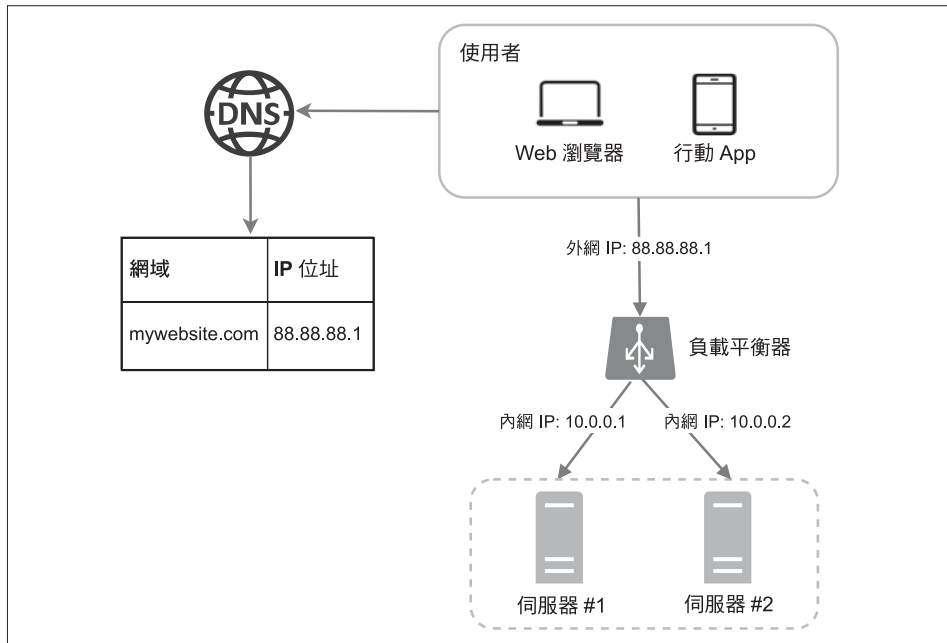 使用者
DNS
Web 瀏覽器
行動 App
外網 IP: 88.88.88.1
網域
IP 位址
mywebsite.com
88.88.88.1
負載平衡器
內網 IP: 10.0.0.1
內網 IP: 10.0.0.2
伺服器 #1
伺服器 #2